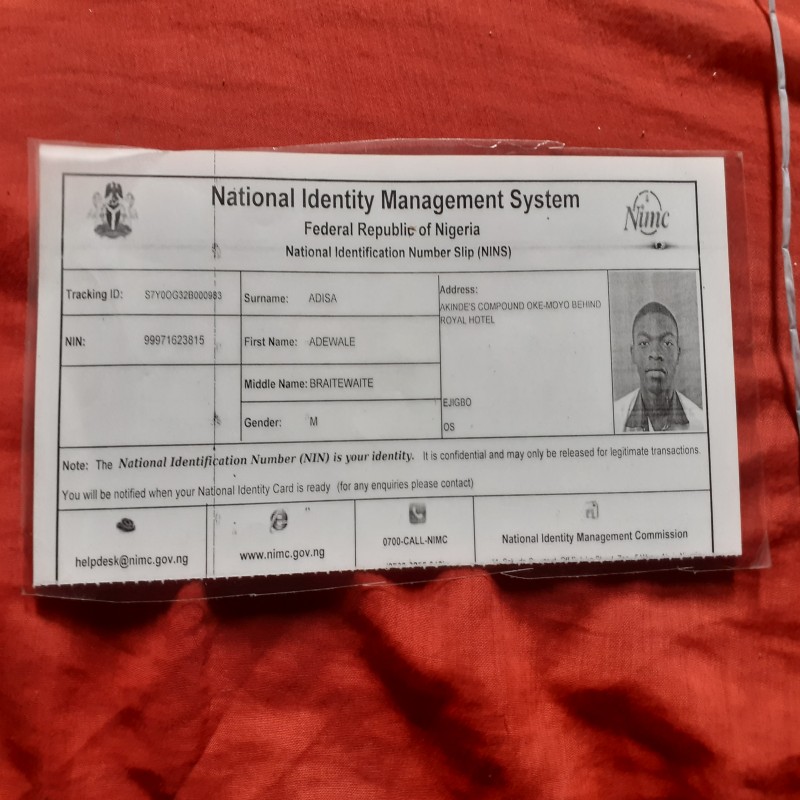 National Identity Management System
Federal Republic of Nigeria
National Identification Number Slip (NINS)
Nimc
Tracking ID: S7Y0OG32B000983
Surname: ADISA
Address:
AKINDE'S COMPOUND OKE-MOYO BEHIND
ROYAL HOTEL
NIN: 99971623815
First Name: ADEWALE
Middle Name: BRAITEWAITE
EJIGBO
Gender: M
OS
Note: The National Identification Number (NIN) is your identity. It is confidential and may only be released for legitimate transactions.
You will be notified when your National Identity Card is ready (for any enquiries please contact)
helpdesk@nimc.gov.ng
www.nimc.gov.ng
0700-CALL-NIMC
National Identity Management Commission